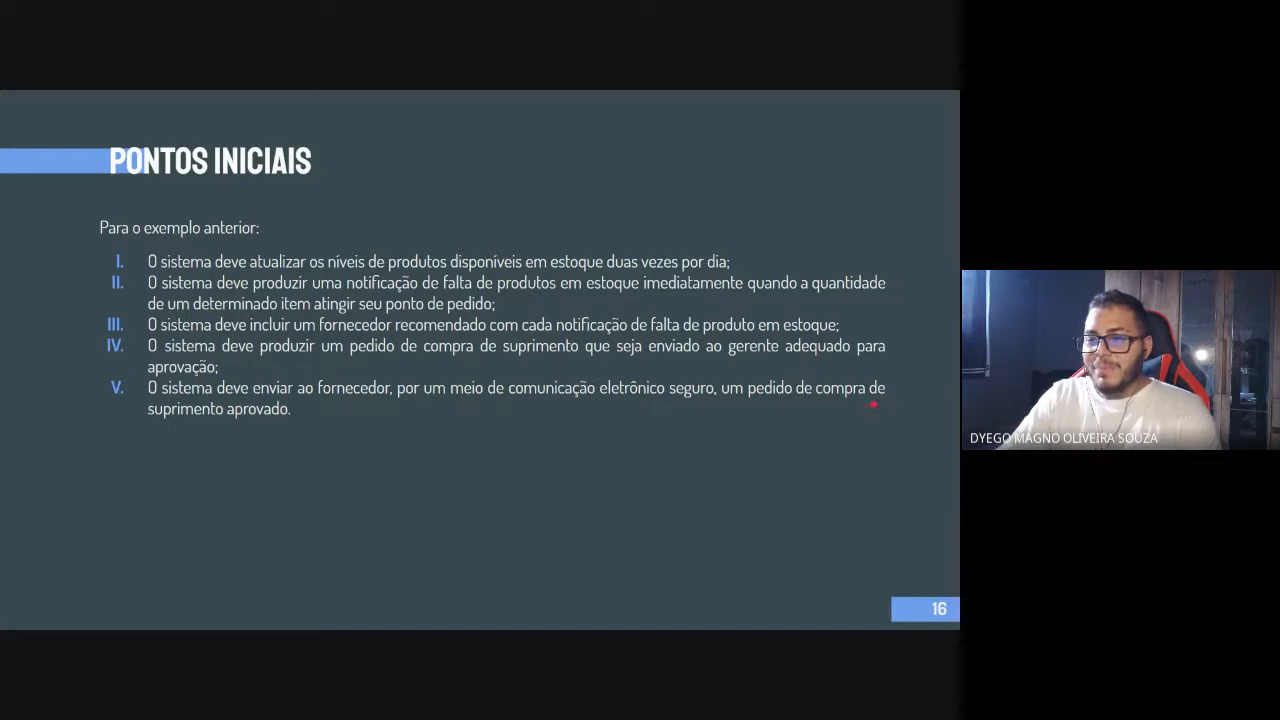 PONTOS INICIAIS
Para o exemplo anterior:
I. O sistema deve atualizar os níveis de produtos disponíveis em estoque duas vezes por dia;
II. O sistema deve produzir uma notificação de falta de produtos em estoque imediatamente quando a quantidade
de um determinado item atingir seu ponto de pedido;
III. O sistema deve incluir um fornecedor recomendado com cada notificação de falta de produto em estoque;
IV. O sistema deve produzir um pedido de compra de suprimento que seja enviado ao gerente adequado para
aprovação;
V. O sistema deve enviar ao fornecedor, por um meio de comunicação eletrônico seguro, um pedido de compra de
suprimento aprovado.
16
DYEGO MAGNO OLIVEIRA SOUZA